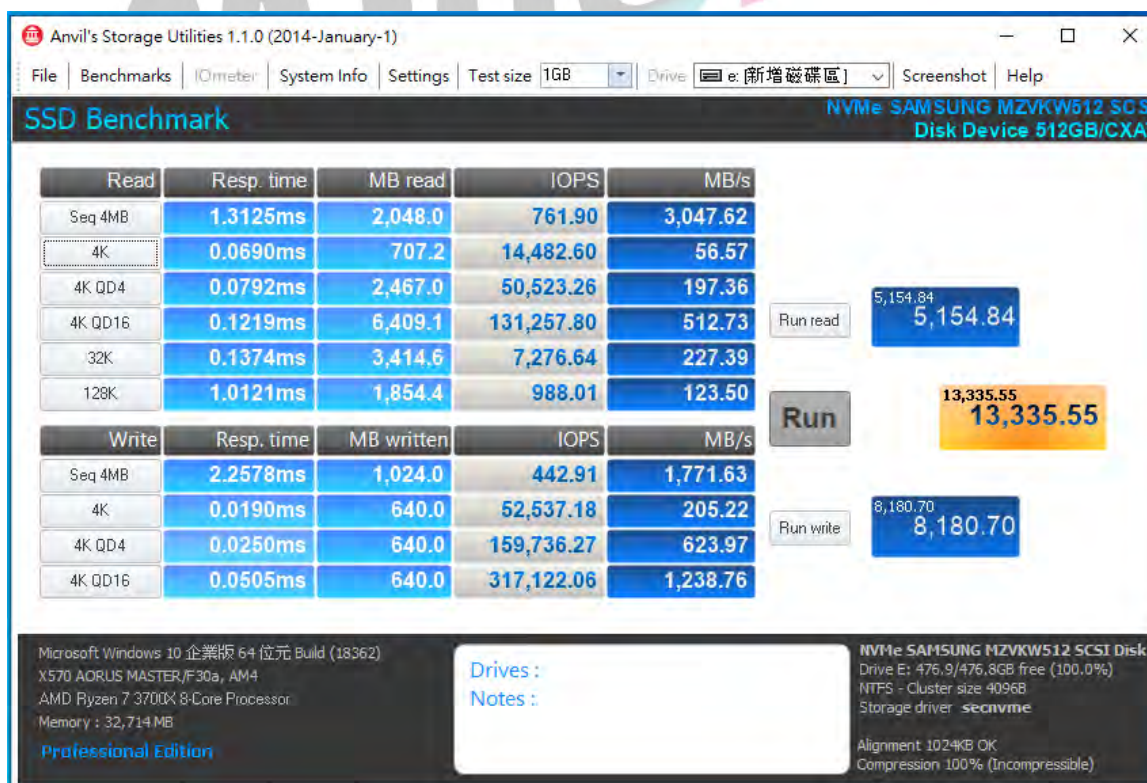 Anvil's Storage Utilities 1.1.0 (2014-January-1)
File Benchmarks IOmeter System Info Settings Test size 1GB Drive e: [新增磁碟區] Screenshot Help
SSD Benchmark
NVMe SAMSUNG MZVKW512 SCS
Disk Device 512GB/CXA
Read Resp. time MB read IOPS MB/s
Seq 4MB 1.3125ms 2,048.0 761.90 3,047.62
4K 0.0690ms 707.2 14,482.60 56.57
4K QD4 0.0792ms 2,467.0 50,523.26 197.36
4K QD16 0.1219ms 6,409.1 131,257.80 512.73
32K 0.1374ms 3,414.6 7,276.64 227.39
128K 1.0121ms 1,854.4 988.01 123.50
Run read
5,154.84
5,154.84
Run
13,335.55
13,335.55
Write Resp. time MB written IOPS MB/s
Seq 4MB 2.2578ms 1,024.0 442.91 1,771.63
4K 0.0190ms 640.0 52,537.18 205.22
4K QD4 0.0250ms 640.0 159,736.27 623.97
4K QD16 0.0505ms 640.0 317,122.06 1,238.76
Run write
8,180.70
8,180.70
Microsoft Windows 10 企業版 64 位元 Build (18362)
X570 AORUS MASTER/F30a, AM4
AMD Ryzen 7 3700X 8-Core Processor
Memory : 32,714 MB
Professional Edition
Drives :
Notes :
NVMe SAMSUNG MZVKW512 SCSI Disk
Drive E: 476.9/476.8GB free (100.0%)
NTFS - Cluster size 4096B
Storage driver secnvme
Alignment 1024KB OK
Compression 100% (Incompressible)